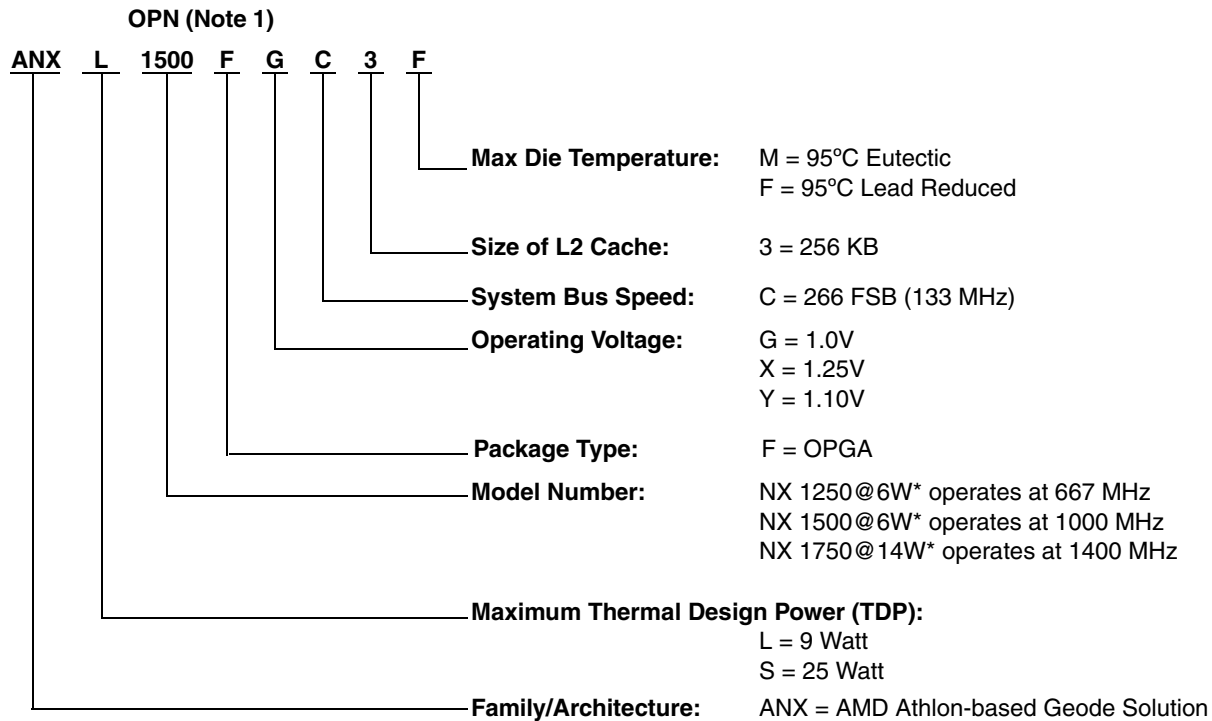 OPN (Note 1)
ANX L 1500 F G C 3 F
Max Die Temperature: M = 95ºC Eutectic
F = 95ºC Lead Reduced
Size of L2 Cache: 3 = 256 KB
System Bus Speed: C = 266 FSB (133 MHz)
Operating Voltage: G = 1.0V
X = 1.25V
Y = 1.10V
Package Type: F = OPGA
Model Number: NX 1250@6W* operates at 667 MHz
NX 1500@6W* operates at 1000 MHz
NX 1750@14W* operates at 1400 MHz
Maximum Thermal Design Power (TDP):
L = 9 Watt
S = 25 Watt
Family/Architecture: ANX = AMD Athlon-based Geode Solution